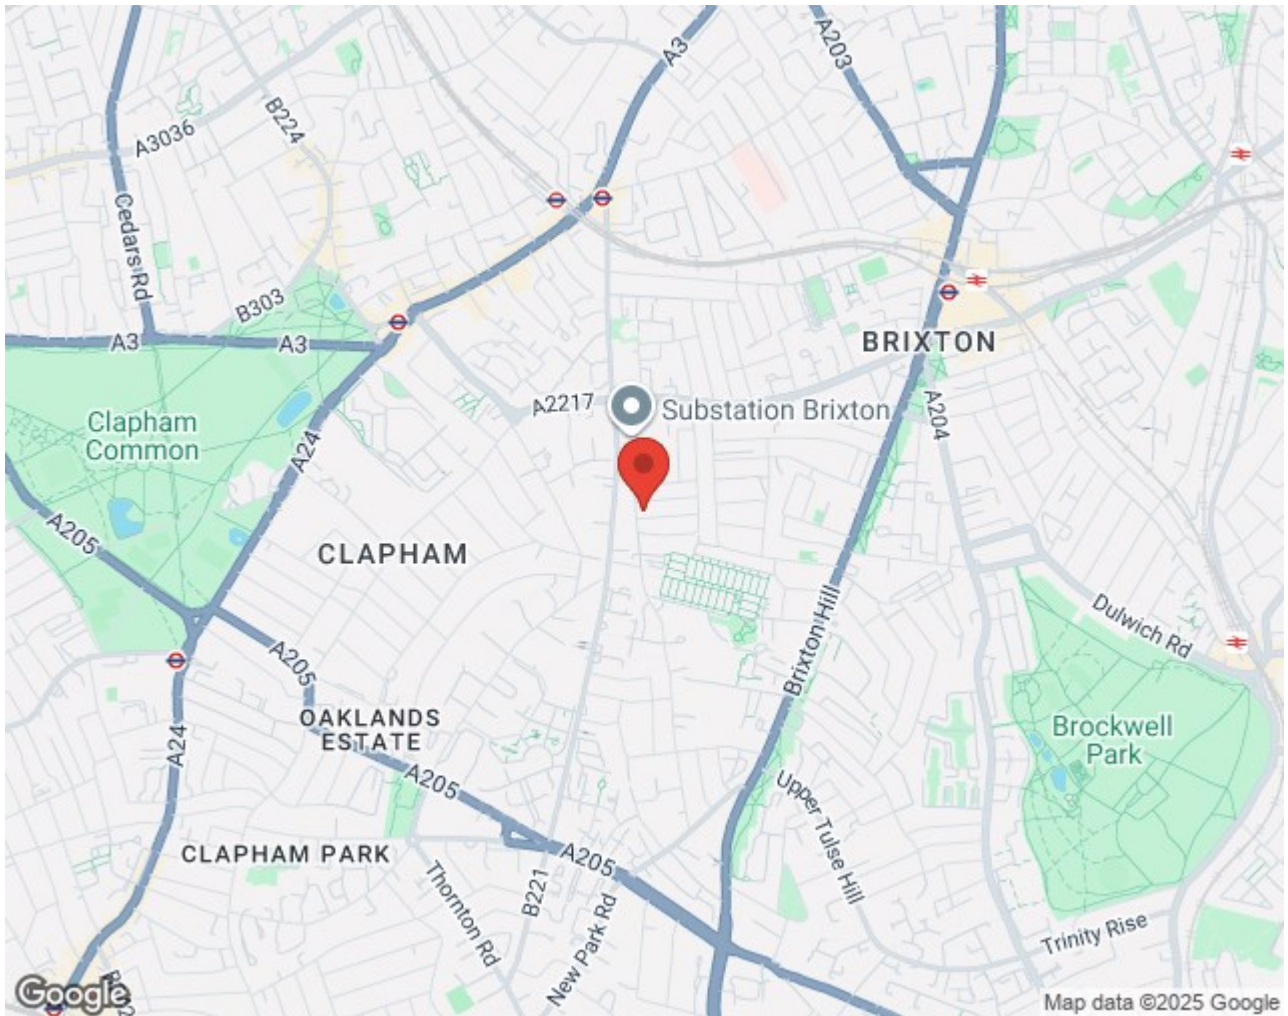 A3
A203
B224
A3036
Cedars Rd
B303
A3
A3
BRIXTON
A2217
Substation Brixton
A204
Clapham
Common
A24
A205
CLAPHAM
Dulwich Rd
Brixton Hill
A205
OAKLANDS
ESTATE
A24
Brockwell
Park
A205
Upper Tulse Hill
CLAPHAM PARK
A205
Thornton Rd
B221
New Park Rd
Trinity Rise
Google
Map data ©2025 Google